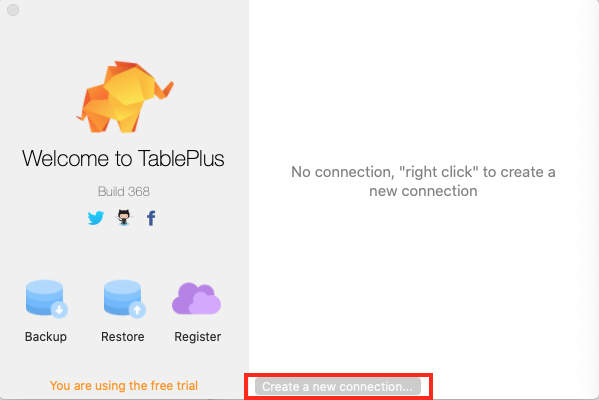 Welcome to TablePlus
Build 368
Backup
Restore
Register
You are using the free trial
No connection, "right click" to create a
new connection
Create a new connection...